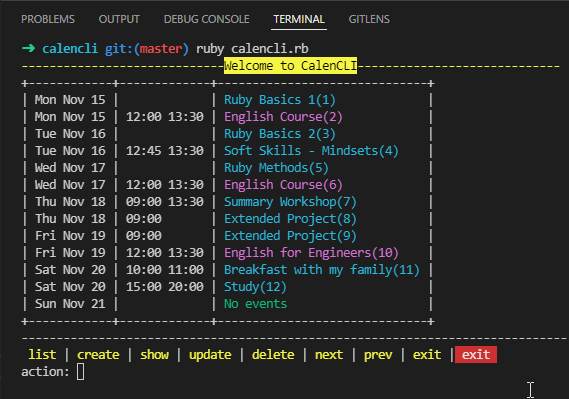 PROBLEMS OUTPUT DEBUG CONSOLE TERMINAL GITLENS
➜ calencli git:(master) ruby calencli.rb
-----------------------------Welcome to CalenCLI-----------------------------
+------------+-------------+------------------------------+
| Mon Nov 15 | | Ruby Basics 1(1) |
| Mon Nov 15 | 12:00 13:30 | English Course(2) |
| Tue Nov 16 | | Ruby Basics 2(3) |
| Tue Nov 16 | 12:45 13:30 | Soft Skills - Mindsets(4) |
| Wed Nov 17 | | Ruby Methods(5) |
| Wed Nov 17 | 12:00 13:30 | English Course(6) |
| Thu Nov 18 | 09:00 13:30 | Summary Workshop(7) |
| Thu Nov 18 | 09:00 | Extended Project(8) |
| Fri Nov 19 | 09:00 | Extended Project(9) |
| Fri Nov 19 | 12:00 13:30 | English for Engineers(10) |
| Sat Nov 20 | 10:00 11:00 | Breakfast with my family(11) |
| Sat Nov 20 | 15:00 20:00 | Study(12) |
| Sun Nov 21 | | No events |
+------------+-------------+------------------------------+
------------------------------------------------------------------------------
list | create | show | update | delete | next | prev | exit | exit
action: